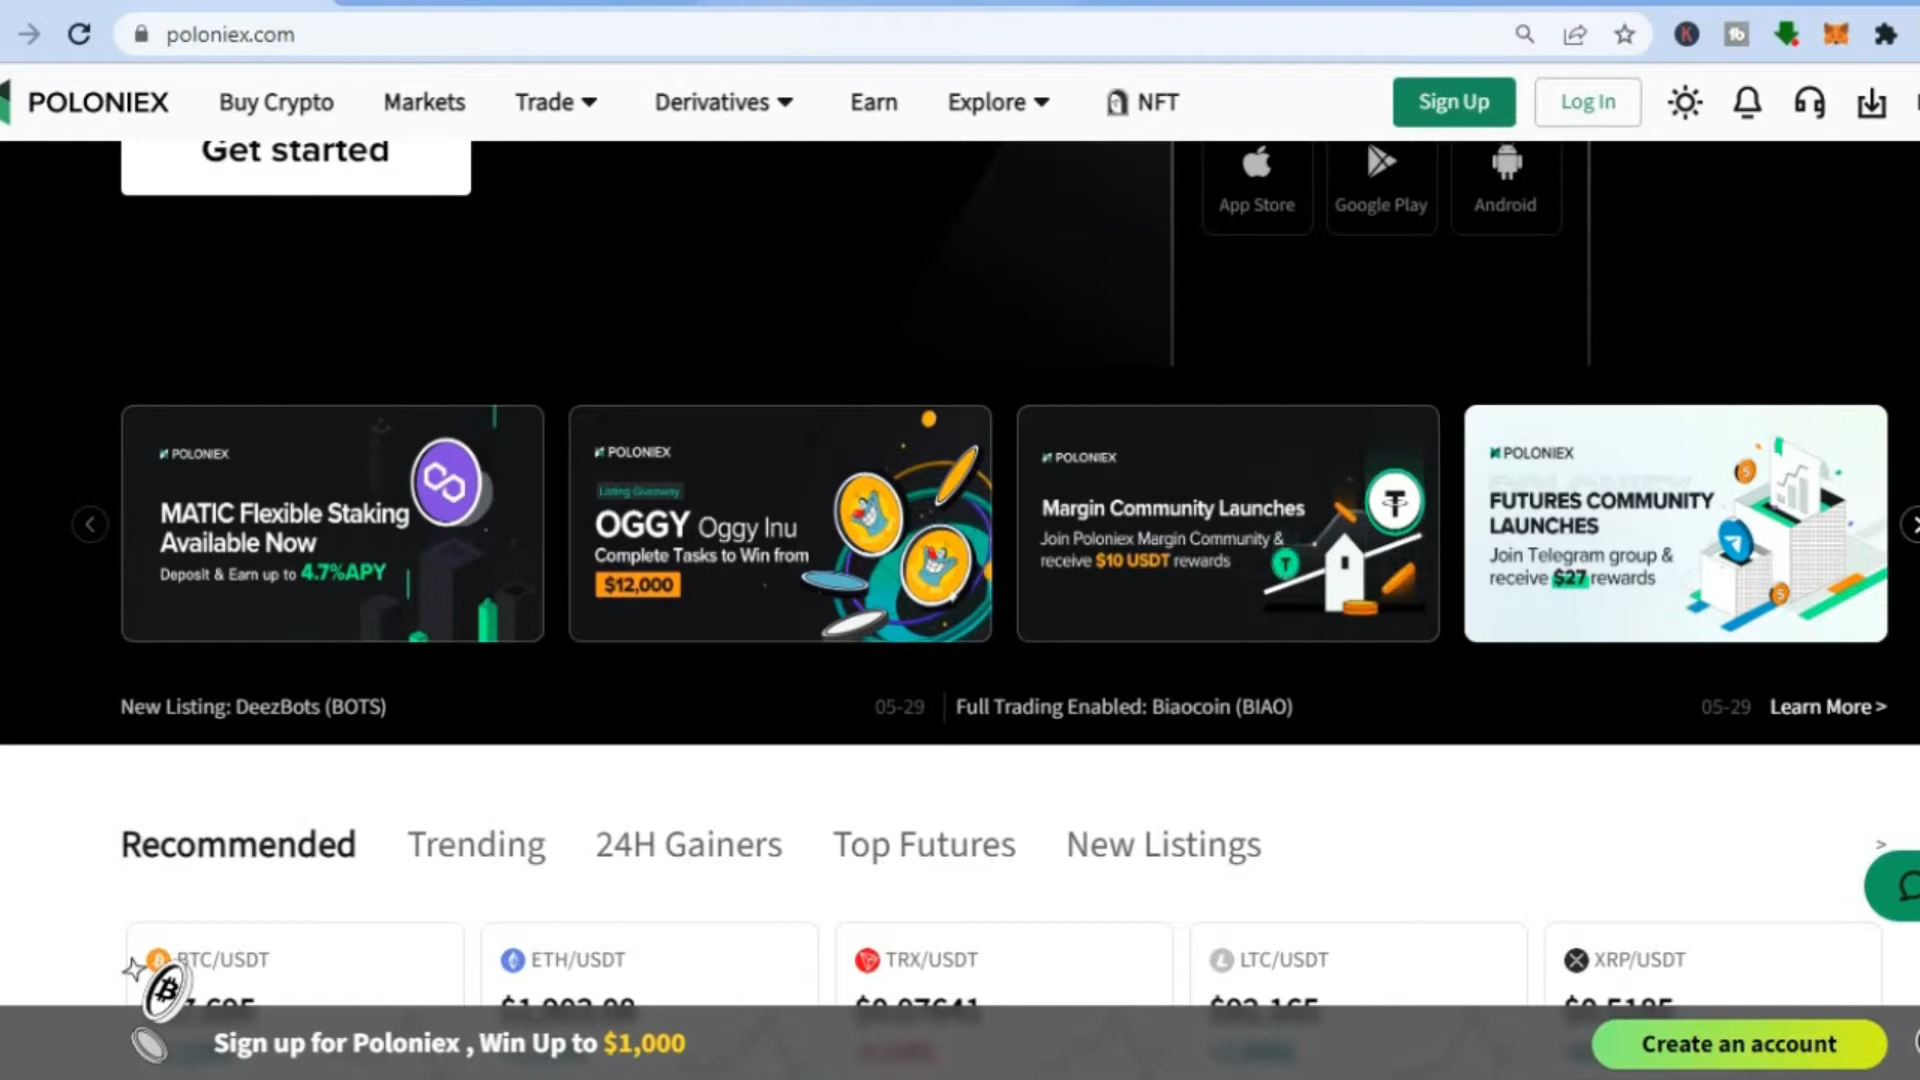 poloniex.com
POLONIEX Buy Crypto Markets Trade Derivatives Earn Explore NFT Sign Up Log In
Get started
App Store Google Play Android
POLONIEX
MATIC Flexible Staking
Available Now
Deposit & Earn up to 4.7%APY
POLONIEX
Listing Giveaway
OGGY Oggy Inu
Complete Tasks to Win from
$12,000
POLONIEX
Margin Community Launches
Join Poloniex Margin Community &
receive $10 USDT rewards
POLONIEX
FUTURES COMMUNITY
LAUNCHES
Join Telegram group &
receive $27 rewards
New Listing: DeezBots (BOTS) 05-29 Full Trading Enabled: Biaocoin (BIAO) 05-29 Learn More >
Recommended Trending 24H Gainers Top Futures New Listings >
BTC/USDT ETH/USDT TRX/USDT LTC/USDT XRP/USDT
Sign up for Poloniex , Win Up to $1,000 Create an account